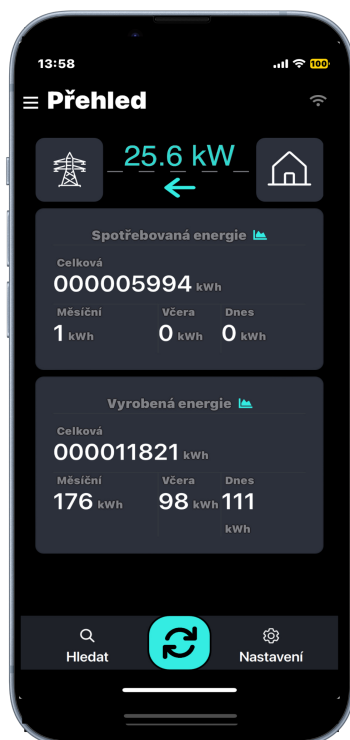 13:58
100
Přehled
25.6 kW
Spotřebovaná energie
Celková
000005994 kWh
Měsíční Včera Dnes
1 kWh 0 kWh 0 kWh
Vyrobená energie
Celková
000011821 kWh
Měsíční Včera Dnes
176 kWh 98 kWh 111
kWh
Hledat Nastavení